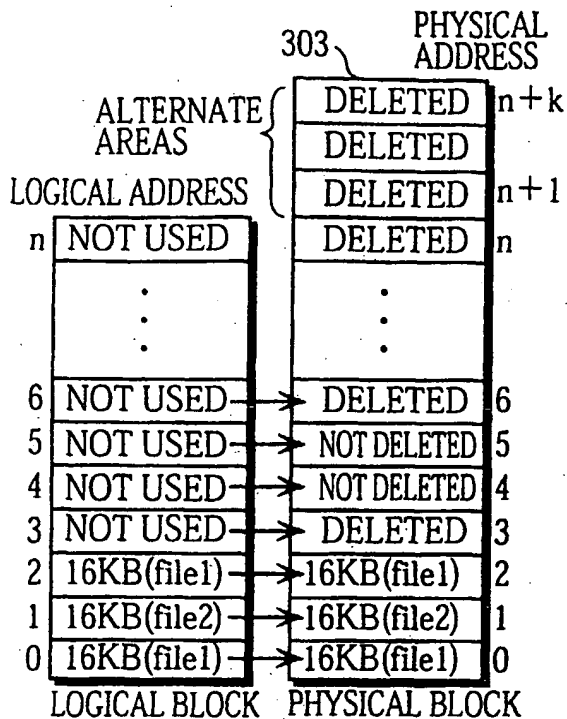 303
PHYSICAL
ADDRESS
ALTERNATE
AREAS
DELETED n+k
DELETED
DELETED n+1
LOGICAL ADDRESS
n NOT USED DELETED n
6 NOT USED DELETED 6
5 NOT USED NOT DELETED 5
4 NOT USED NOT DELETED 4
3 NOT USED DELETED 3
2 16KB(file1) 16KB(file1) 2
1 16KB(file2) 16KB(file2) 1
0 16KB(file1) 16KB(file1) 0
LOGICAL BLOCK PHYSICAL BLOCK